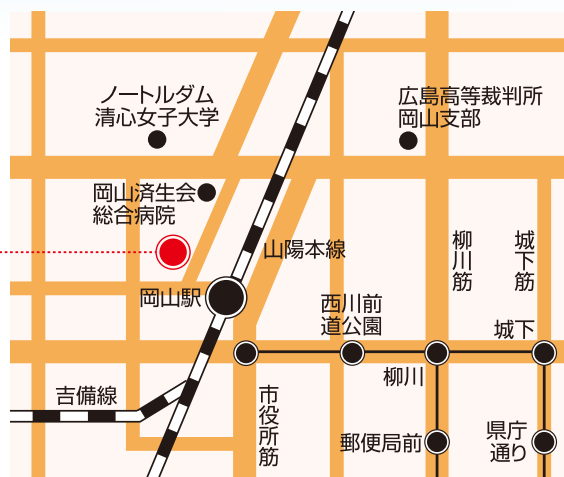 ノートルダム
清心女子大学
広島高等裁判所
岡山支部
岡山済生会
総合病院
山陽本線
柳川筋
城下筋
岡山駅
西川前
道公園
城下
柳川
吉備線
市役所筋
郵便局前
県庁
通り